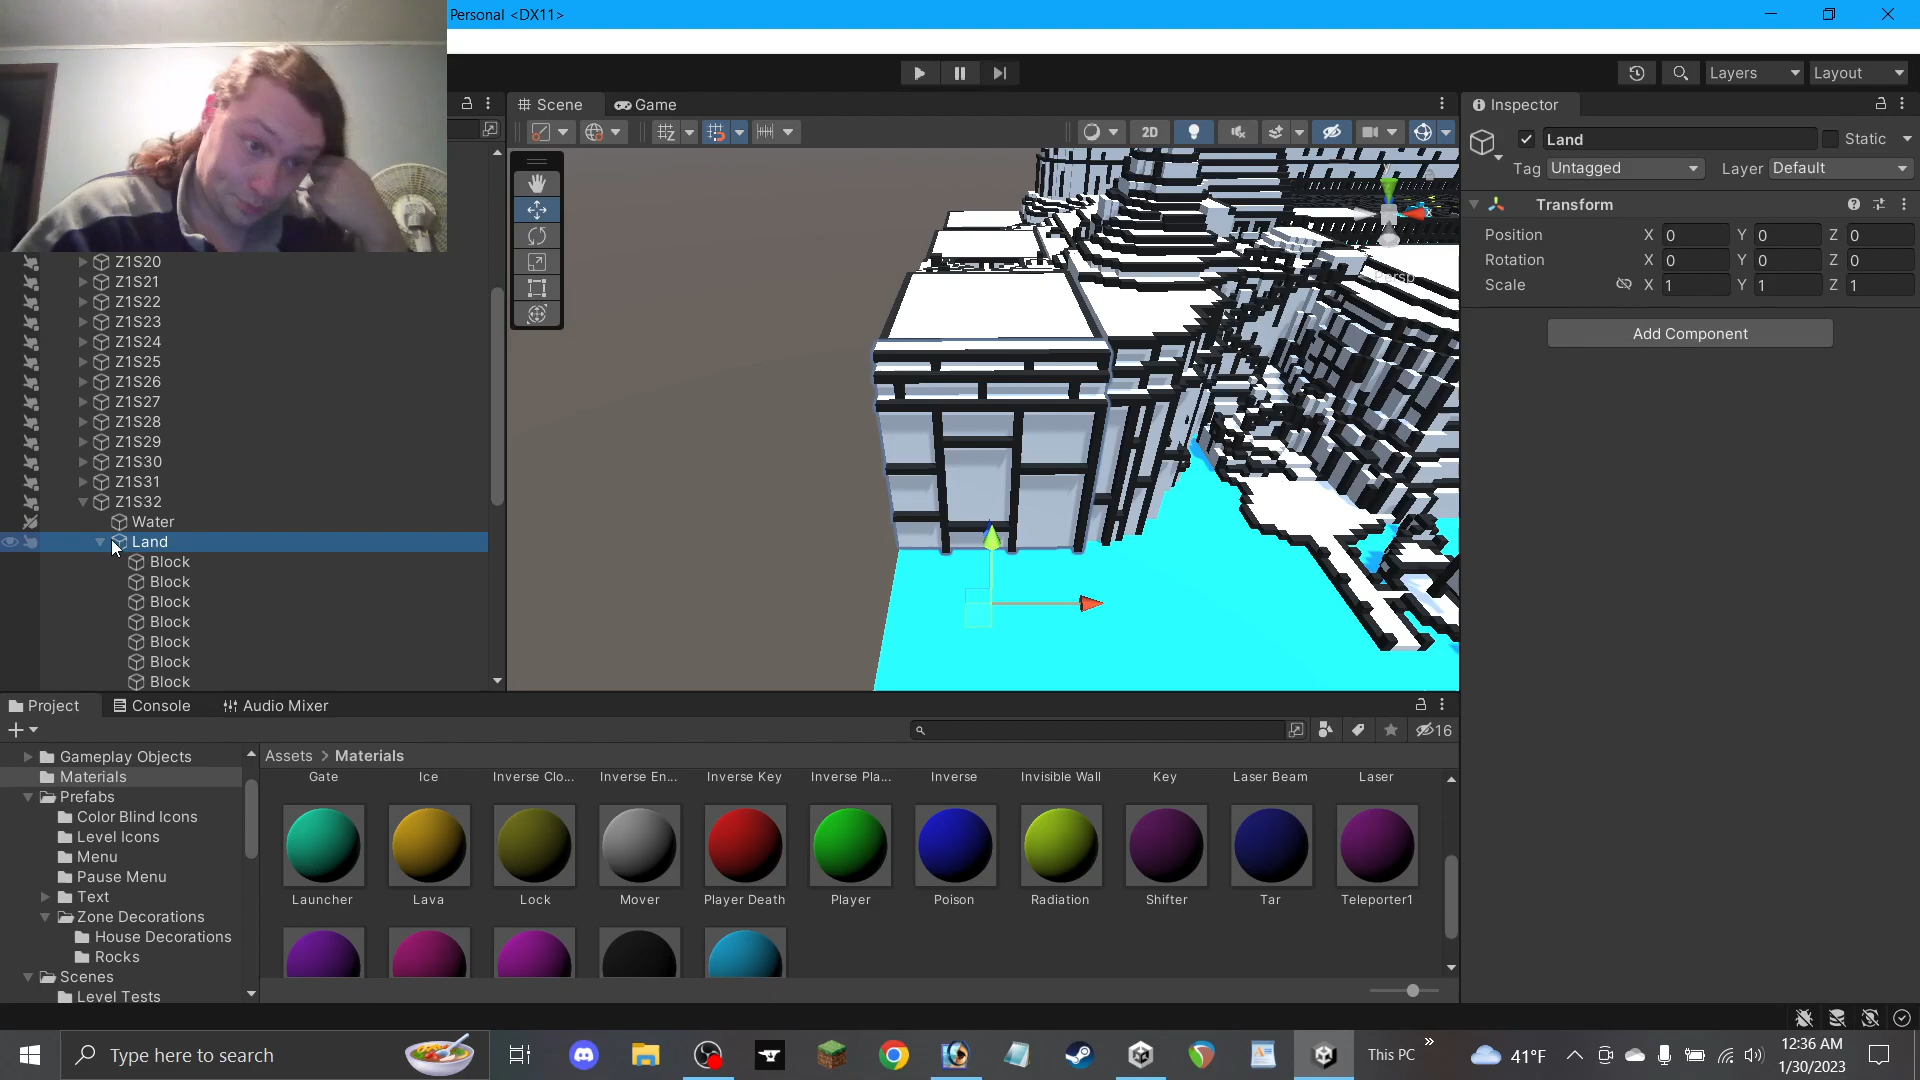 Personal <DX11>
Layers
Layout
Scene
Game
Inspector
2D
Land
Static
Tag Untagged Layer Default
Transform
Position X 0 Y 0 Z 0
Rotation X 0 Y 0 Z 0
Scale X 1 Y 1 Z 1
Add Component
Persp
Z1S20
Z1S21
Z1S22
Z1S23
Z1S24
Z1S25
Z1S26
Z1S27
Z1S28
Z1S29
Z1S30
Z1S31
Z1S32
Water
Land
Block
Block
Block
Block
Block
Block
Block
Project
Console
Audio Mixer
16
Gameplay Objects
Materials
Prefabs
Color Blind Icons
Level Icons
Menu
Pause Menu
Text
Zone Decorations
House Decorations
Rocks
Scenes
Level Tests
Assets > Materials
Gate Ice Inverse Clo... Inverse En... Inverse Key Inverse Pla... Inverse Invisible Wall Key Laser Beam Laser
Launcher Lava Lock Mover Player Death Player Poison Radiation Shifter Tar Teleporter1
Type here to search
This PC
»
41°F
12:36 AM
1/30/2023